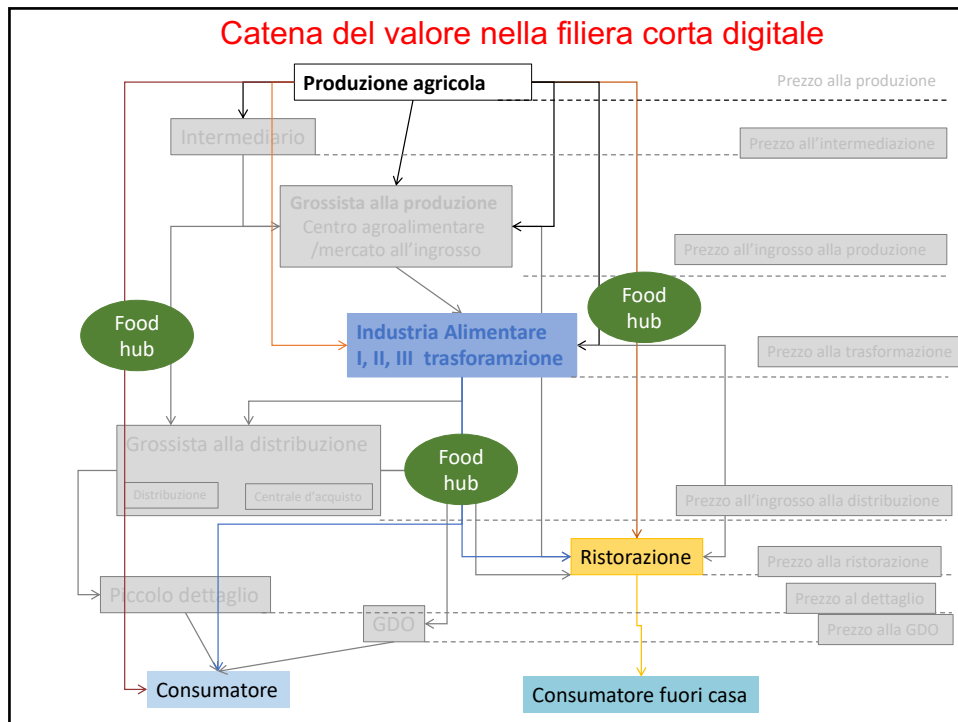 Catena del valore nella filiera corta digitale
Produzione agricola
Prezzo alla produzione
Intermediario
Prezzo all'intermediazione
Grossista alla produzione
Centro agroalimentare
/mercato all'ingrosso
Prezzo all'ingrosso alla produzione
Food
hub
Food
hub
Industria Alimentare
I, II, III trasforamzione
Prezzo alla trasformazione
Grossista alla distribuzione
Food
hub
Distribuzione
Centrale d'acquisto
Prezzo all'ingrosso alla distribuzione
Ristorazione
Prezzo alla ristorazione
Piccolo dettaglio
Prezzo al dettaglio
GDO
Prezzo alla GDO
Consumatore
Consumatore fuori casa